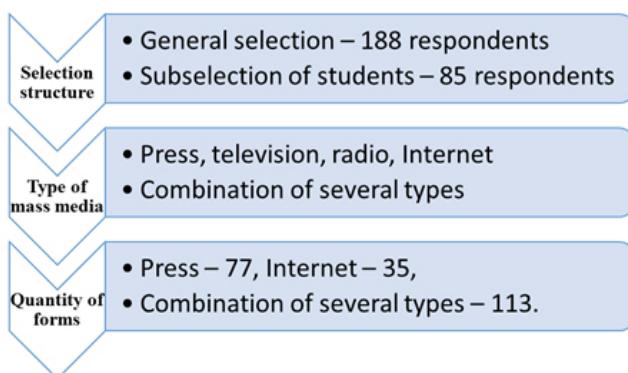 Selection
structure
• General selection – 188 respondents
• Subselection of students – 85 respondents
Type of
mass media
• Press, television, radio, Internet
• Combination of several types
Quantity of
forms
• Press – 77, Internet – 35,
• Combination of several types – 113.